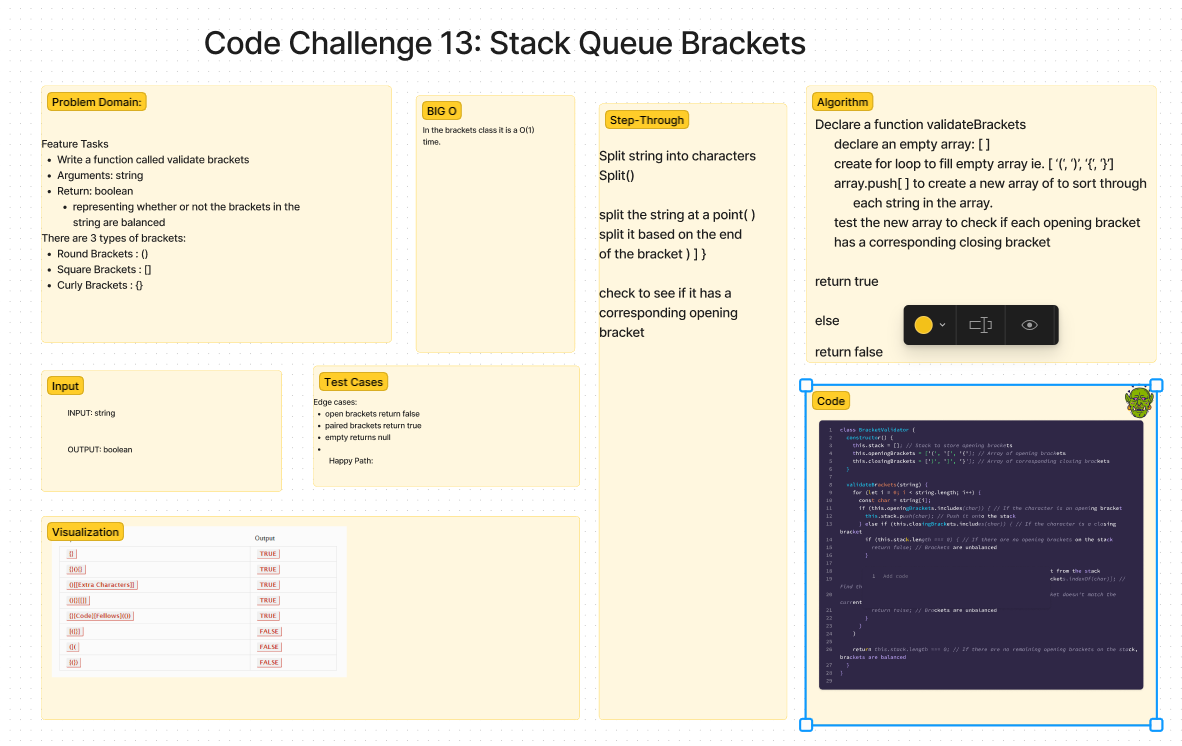 Code Challenge 13: Stack Queue Brackets
Problem Domain:
Feature Tasks
• Write a function called validate brackets
• Arguments: string
• Return: boolean
• representing whether or not the brackets in the
string are balanced
There are 3 types of brackets:
• Round Brackets : ()
• Square Brackets : []
• Curly Brackets : {}
BIG O
In the brackets class it is a O(1)
time.
Step-Through
Split string into characters
Split()
split the string at a point( )
split it based on the end
of the bracket ) ] }
check to see if it has a
corresponding opening
bracket
Algorithm
Declare a function validateBrackets
declare an empty array: [ ]
create for loop to fill empty array ie. [ '(', ')', '{', '}']
array.push[ ] to create a new array of to sort through
each string in the array.
test the new array to check if each opening bracket
has a corresponding closing bracket
return true
else
return false
Input
INPUT: string
OUTPUT: boolean
Test Cases
Edge cases:
• open brackets return false
• paired brackets return true
• empty returns null
•
Happy Path:
Visualization
Output
TRUE
TRUE
(){}[[Extra Characters]]
TRUE
TRUE
{}[Code]{Fellows}(())
TRUE
FALSE
FALSE
FALSE
Code
1 class BracketValidator {
2 constructor() {
3 this.stack = []; // Stack to store opening brackets
4 this.openingBrackets = ['(', '[', '{']; // Array of opening brackets
5 this.closingBrackets = [')', ']', '}']; // Array of corresponding closing brackets
6 }
7
8 validateBrackets(string) {
9 for (let i = 0; i < string.length; i++) {
10 const char = string[i];
11 if (this.openingBrackets.includes(char)) { // If the character is an opening bracket
12 this.stack.push(char); // Push it onto the stack
13 } else if (this.closingBrackets.includes(char)) { // If the character is a closing
bracket
14 if (this.stack.length === 0) { // If there are no opening brackets on the stack
15 return false; // Brackets are unbalanced
16 }
17
18 t from the stack
1 Add code
19 ckets.indexOf(char)]) //
Find th
20 ket doesn't match the
current
21 return false; // Brackets are unbalanced
22 }
23 }
24 }
25
26 return this.stack.length === 0; // If there are no remaining opening brackets on the stack,
brackets are balanced
27 }
28 }
29